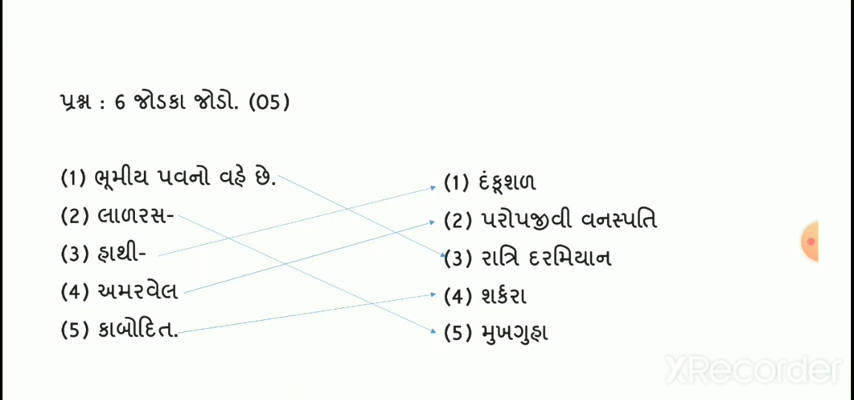 પ્રશ્ન : 6 જોડકા જોડો. (05)
(1) ભૂમીય પવનો વહે છે.
(2) લાળરસ-
(3) હાથી-
(4) અમરવેલ
(5) કાબોદિત.
(1) દંકૂશળ
(2) પરોપજીવી વનસ્પતિ
(3) રાત્રિ દરમિયાન
(4) શર્કરા
(5) મુખગુહા
XRecorder